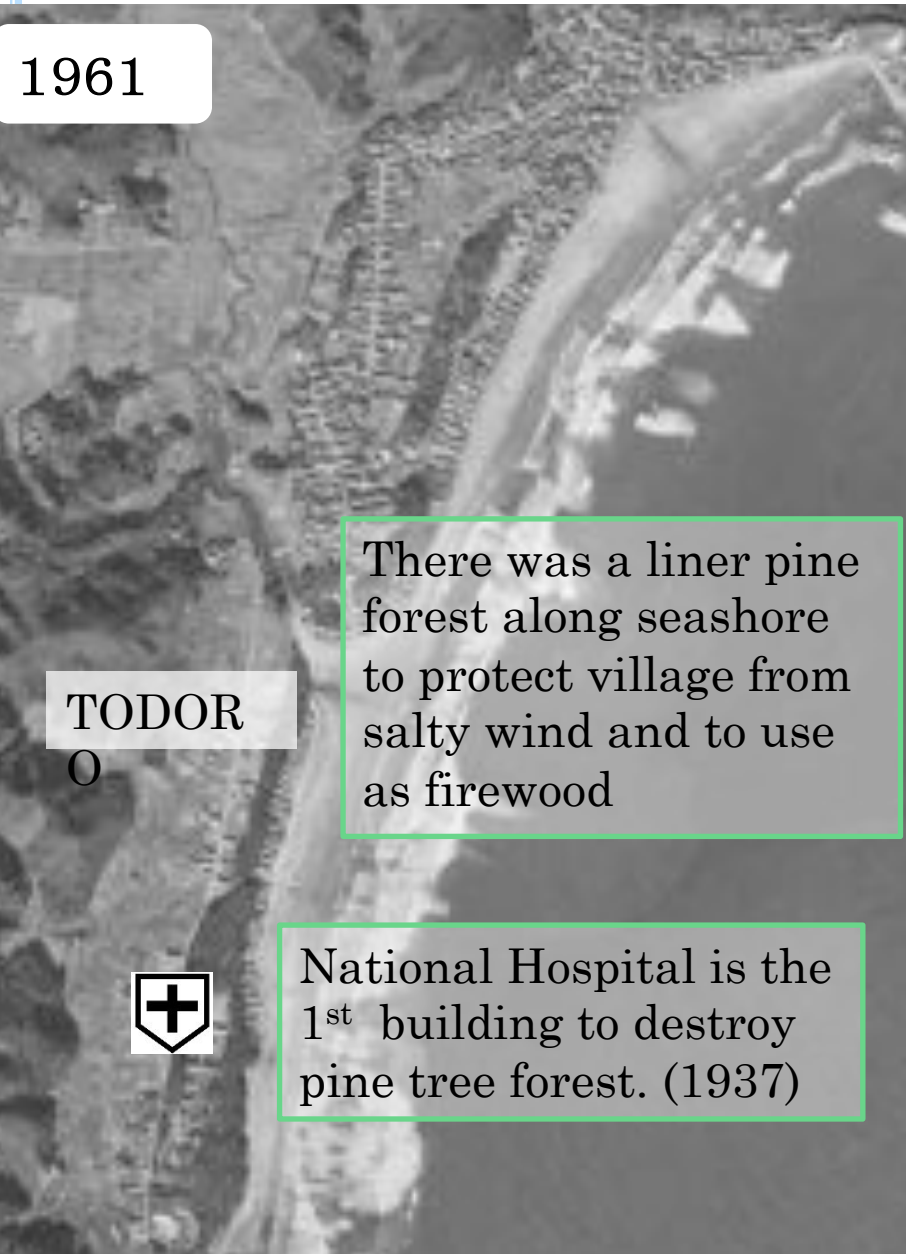 1961
There was a liner pine
forest along seashore
to protect village from
salty wind and to use
as firewood
TODOR
O
National Hospital is the
1st building to destroy
pine tree forest. (1937)